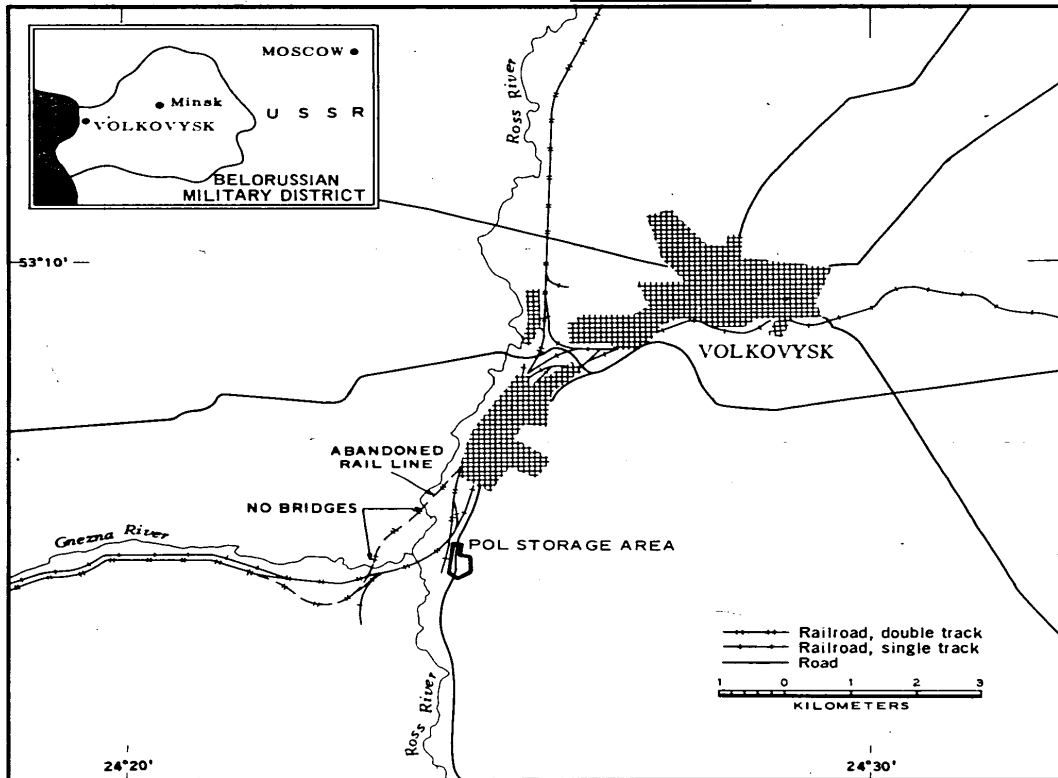 MOSCOW
Minsk
U S S R
VOLKOVYSK
BELORUSSIAN
MILITARY DISTRICT
Ross River
53°10'
VOLKOVYSK
ABANDONED
RAIL LINE
NO BRIDGES
Gnezna River
POL STORAGE AREA
Railroad, double track
Railroad, single track
Road
1 0 1 2 3
KILOMETERS
Ross River
24°20'
24°30'